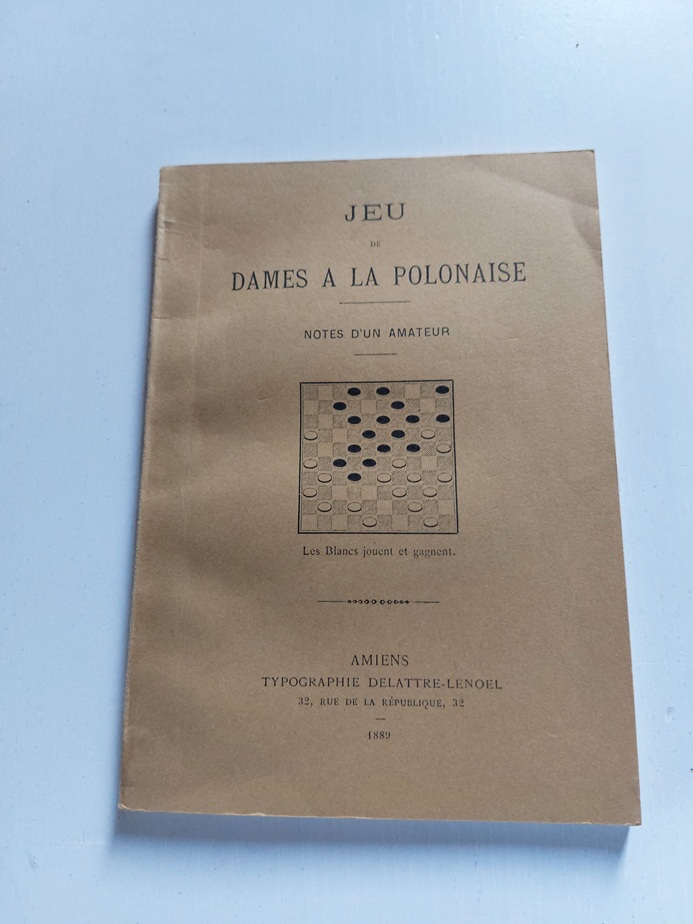 JEU
DE
DAMES A LA POLONAISE
NOTES D'UN AMATEUR
Les Blancs jouent et gagnent.
AMIENS
TYPOGRAPHIE DELATTRE-LENOEL
32, RUE DE LA RÉPUBLIQUE, 32
1889